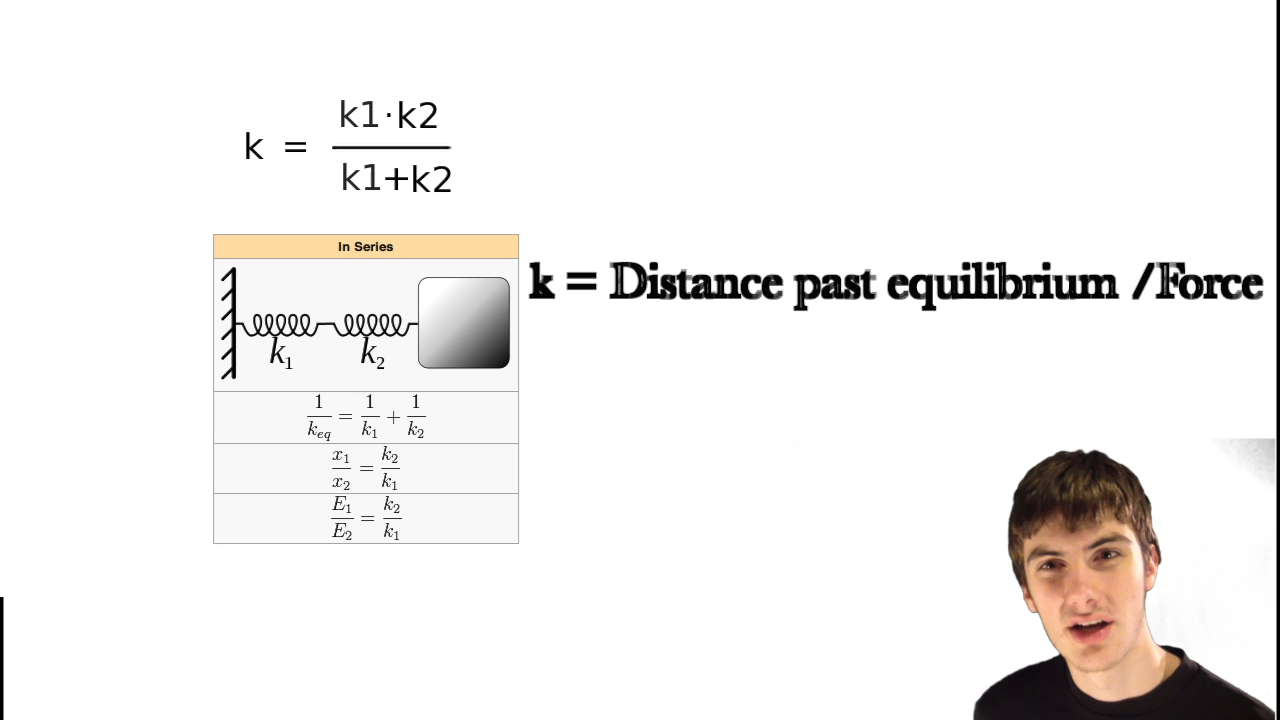 k = k1·k2 / k1+k2
In Series
k = Distance past equilibrium /Force
k₁ k₂
1/kₑq = 1/k₁ + 1/k₂
x₁/x₂ = k₂/k₁
E₁/E₂ = k₂/k₁